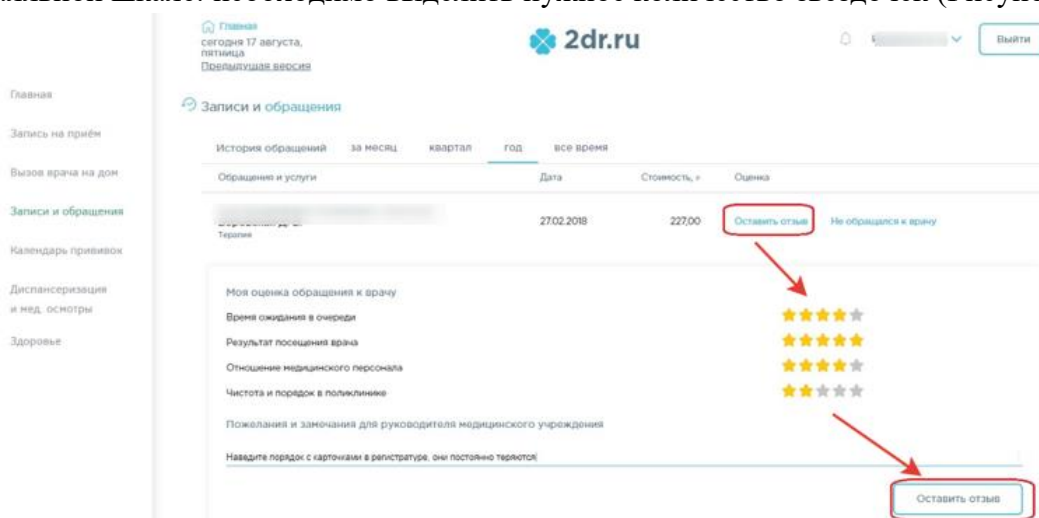 Главная
сегодня 17 августа,
пятница
Предыдущая версия
2dr.ru
Выйти
Главная
Запись на приём
Вызов врача на дом
Записи и обращения
Календарь прививок
Диспансеризация
и мед. осмотры
Здоровье
Записи и обращения
История обращений за месяц квартал год все время
Обращения и услуги Дата Стоимость, Оценка
27.02.2018 227,00 Оставить отзыв Не обращался к врачу
Терапия
Моя оценка обращения к врачу
Время ожидания в очереди
Результат посещения врача
Отношение медицинского персонала
Чистота и порядок в поликлинике
Пожелания и замечания для руководителя медицинского учреждения
Наведите порядок с карточками в регистратуре, они постоянно теряются
Оставить отзыв